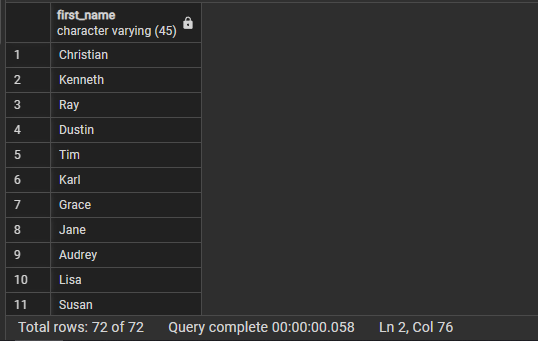 first_name
character varying (45)
1 Christian
2 Kenneth
3 Ray
4 Dustin
5 Tim
6 Karl
7 Grace
8 Jane
9 Audrey
10 Lisa
11 Susan
Total rows: 72 of 72 Query complete 00:00:00.058 Ln 2, Col 76